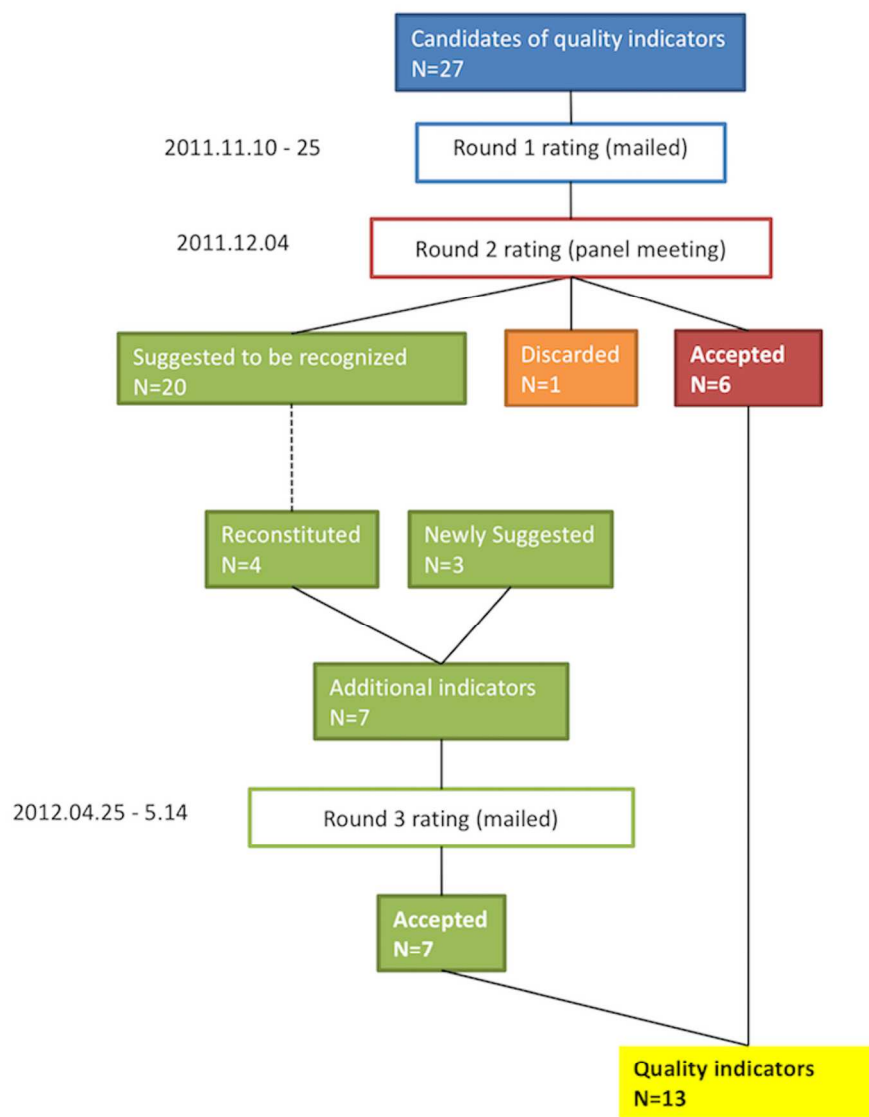 Candidates of quality indicators
N=27
2011.11.10 - 25
Round 1 rating (mailed)
2011.12.04
Round 2 rating (panel meeting)
Suggested to be recognized
N=20
Discarded
N=1
Accepted
N=6
Reconstituted
N=4
Newly Suggested
N=3
Additional indicators
N=7
2012.04.25 - 5.14
Round 3 rating (mailed)
Accepted
N=7
Quality indicators
N=13